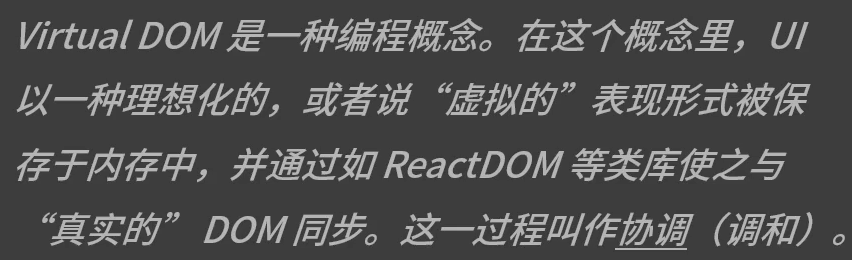 Virtual DOM 是一种编程概念。在这个概念里，UI
以一种理想化的，或者说“虚拟的”表现形式被保
存于内存中，并通过如 ReactDOM 等类库使之与
“真实的” DOM 同步。这一过程叫作协调（调和）。